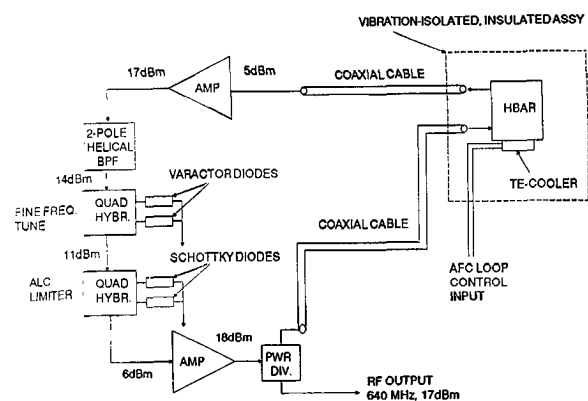 VIBRATION-ISOLATED, INSULATED ASSY
17dBm
5dBm
COAXIAL CABLE
AMP
HBAR
2-POLE
HELICAL
BPF
14dBm
VARACTOR DIODES
TE-COOLER
QUAD
HYBR.
FINE FREQ.
TUNE
COAXIAL CABLE
11dBm
SCHOTTKY DIODES
AFC LOOP
CONTROL
INPUT
ALC
LIMITER
QUAD
HYBR.
18dBm
AMP
6dBm
PWR
DIV.
RF OUTPUT
640 MHz, 17dBm